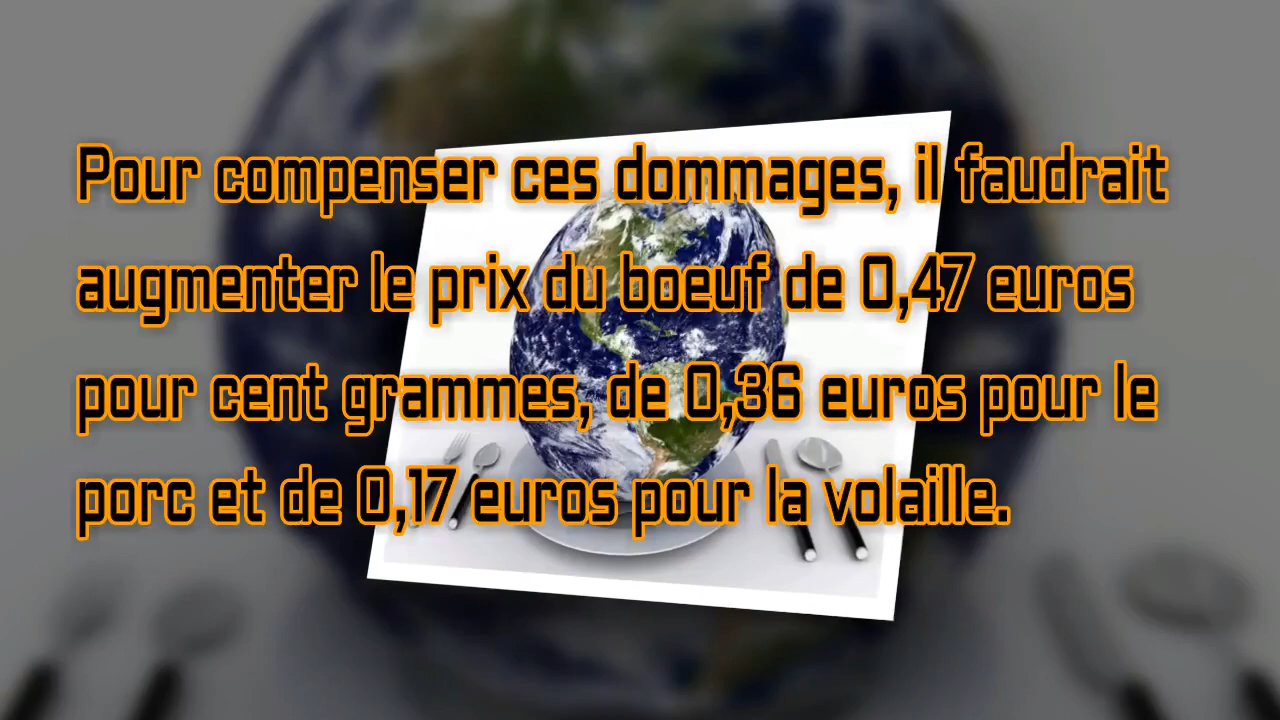 Pour compenser ces dommages, il faudrait
augmenter le prix du boeuf de 0,47 euros
pour cent grammes, de 0,36 euros pour le
porc et de 0,17 euros pour la volaille.